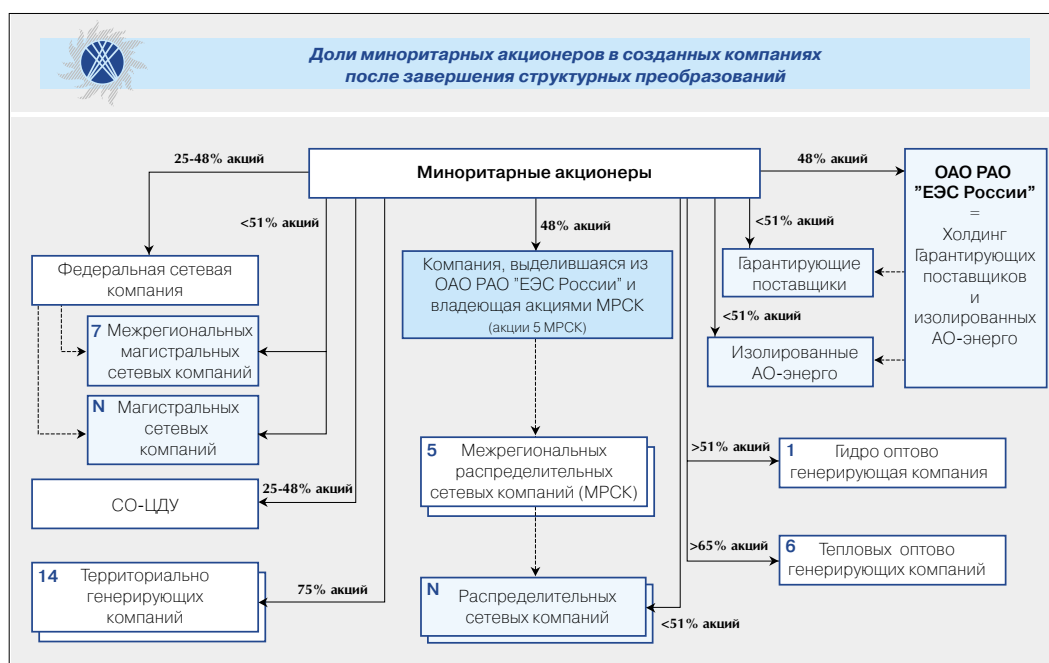 Доли миноритарных акционеров в созданных компаниях
после завершения структурных преобразований
25-48% акций
Миноритарные акционеры
48% акций
ОАО РАО
"ЕЭС России"
=
Холдинг
Гарантирующих
поставщиков
и
изолированных
АО-энерго
<51% акций
48% акций
<51% акций
Федеральная сетевая
компания
Компания, выделившаяся из
ОАО РАО "ЕЭС России" и
владеющая акциями МРСК
(акции 5 МРСК)
Гарантирующие
поставщики
<51% акций
7 Межрегиональных
магистральных
сетевых компаний
Изолированные
АО-энерго
N Магистральных
сетевых
компаний
5 Межрегиональных
распределительных
сетевых компаний (МРСК)
>51% акций
1 Гидро оптово
генерирующая компания
25-48% акций
СО-ЦДУ
>65% акций
6 Тепловых оптово
генерирующих компаний
14 Территориально
генерирующих
компаний
75% акций
N Распределительных
сетевых компаний
<51% акций